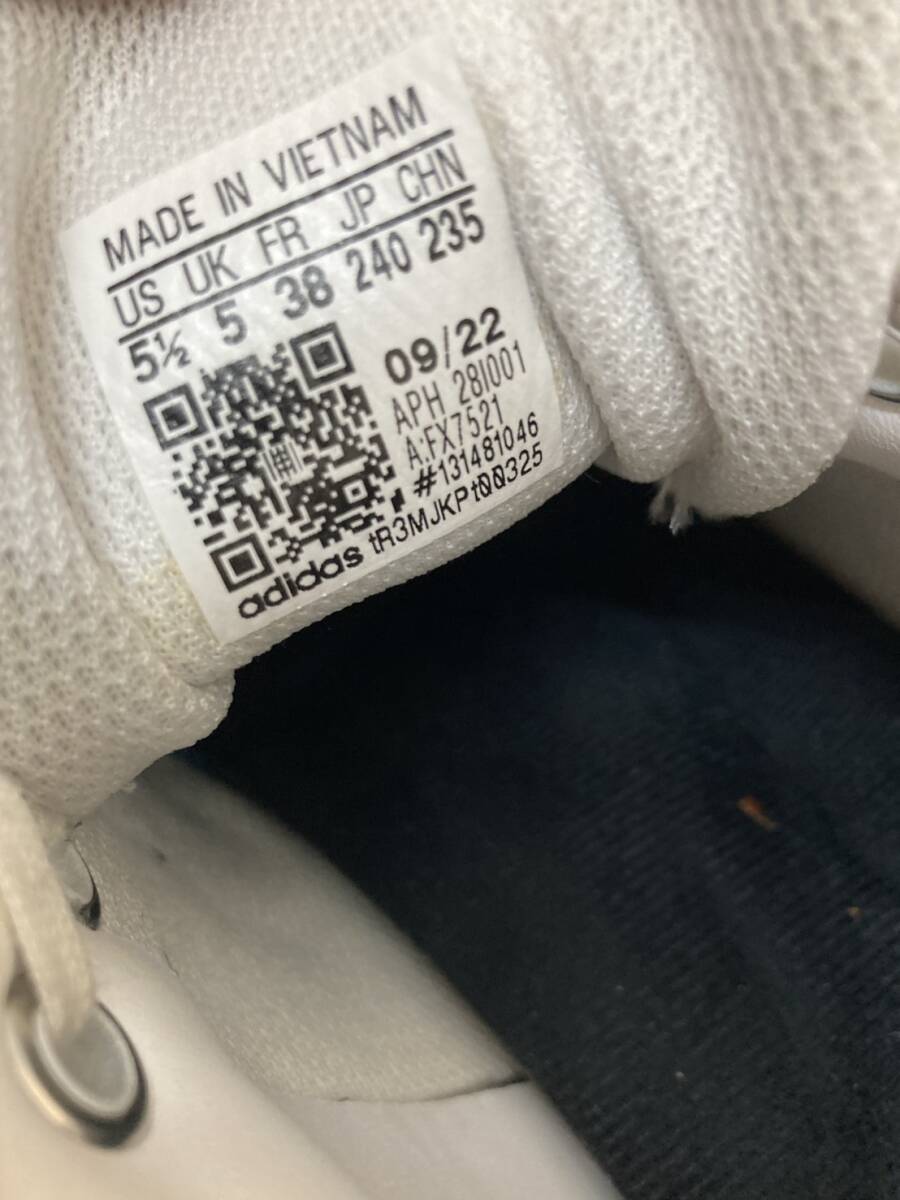 MADE IN VIETNAM
US UK FR JP CHN
5½ 5 38 240 235
09/22
APH 28I001
A:FX7521
#131481046
adidas tR3MJKPt00325